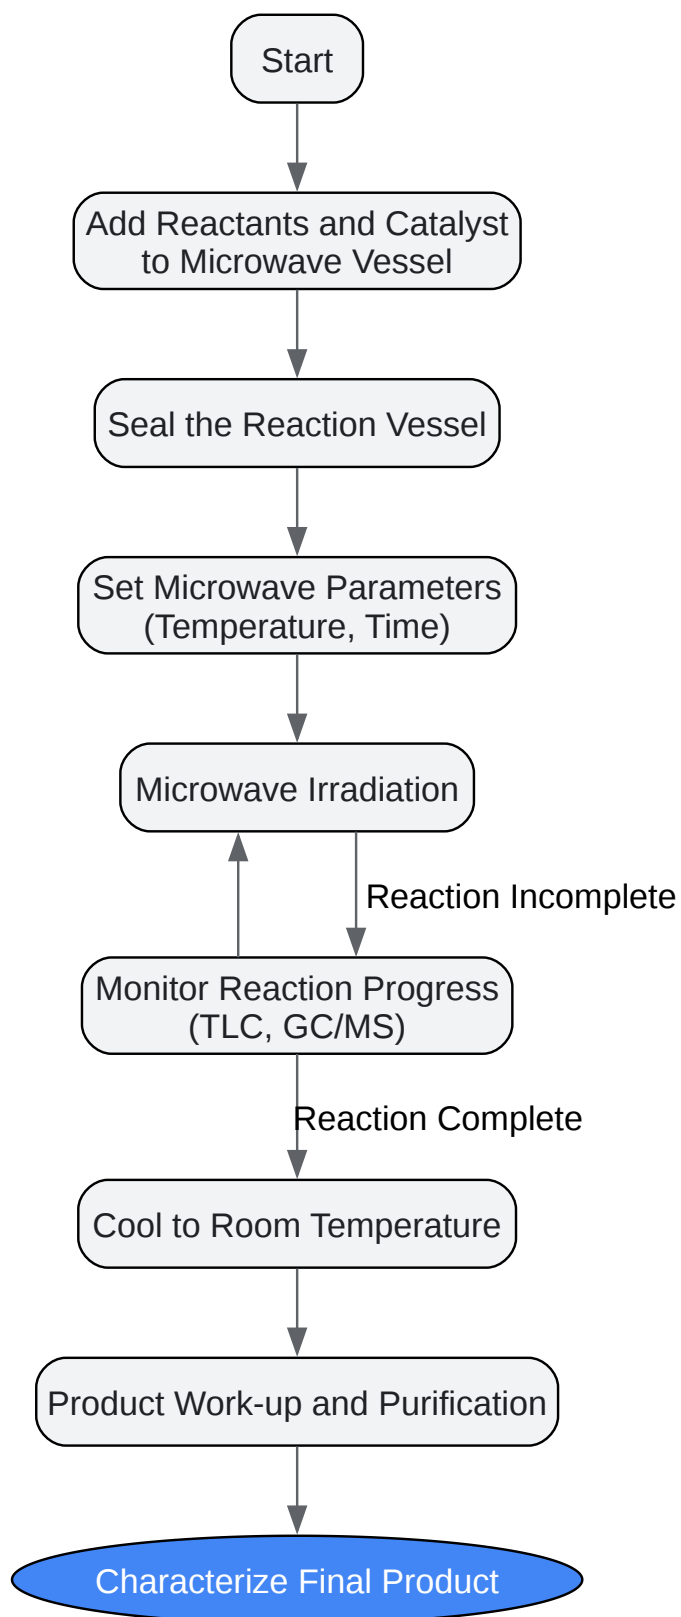 Start
Add Reactants and Catalyst
to Microwave Vessel
Seal the Reaction Vessel
Set Microwave Parameters
(Temperature, Time)
Microwave Irradiation
Reaction Incomplete
Monitor Reaction Progress
(TLC, GC/MS)
Reaction Complete
Cool to Room Temperature
Product Work-up and Purification
Characterize Final Product